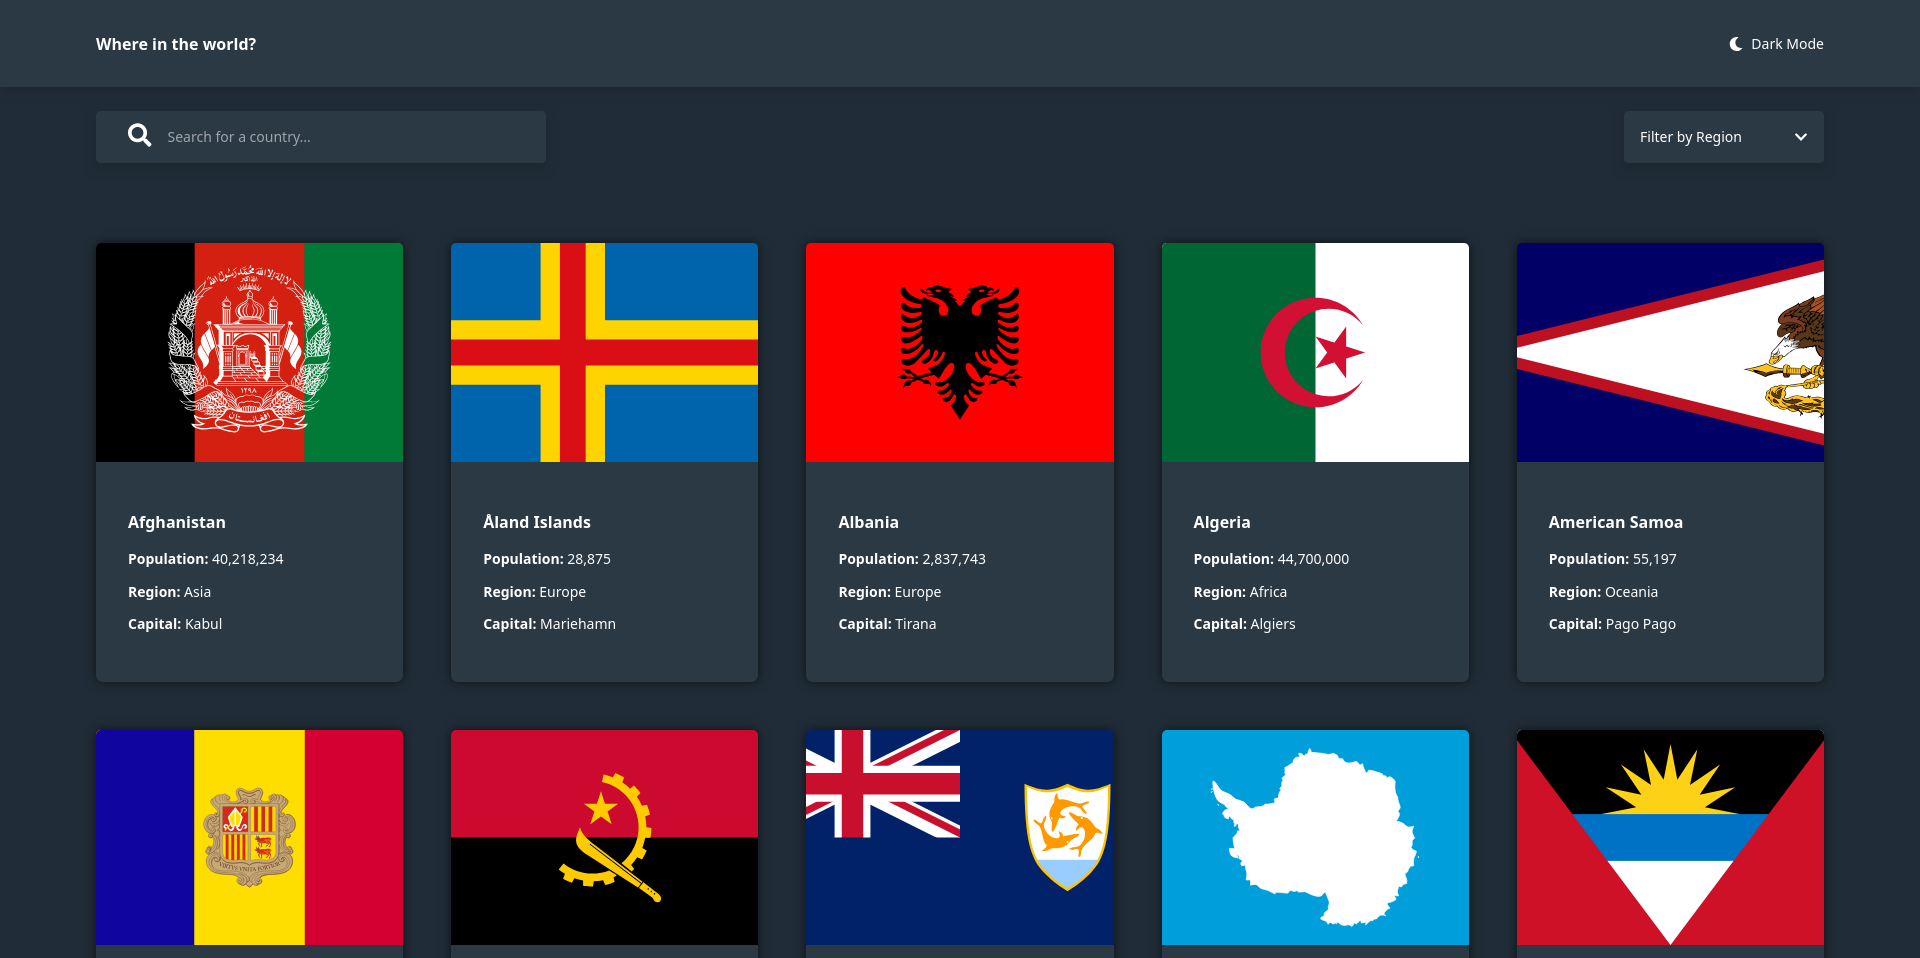 Where in the world?
Dark Mode
Search for a country...
Filter by Region
Afghanistan
Population: 40,218,234
Region: Asia
Capital: Kabul
Åland Islands
Population: 28,875
Region: Europe
Capital: Mariehamn
Albania
Population: 2,837,743
Region: Europe
Capital: Tirana
Algeria
Population: 44,700,000
Region: Africa
Capital: Algiers
American Samoa
Population: 55,197
Region: Oceania
Capital: Pago Pago